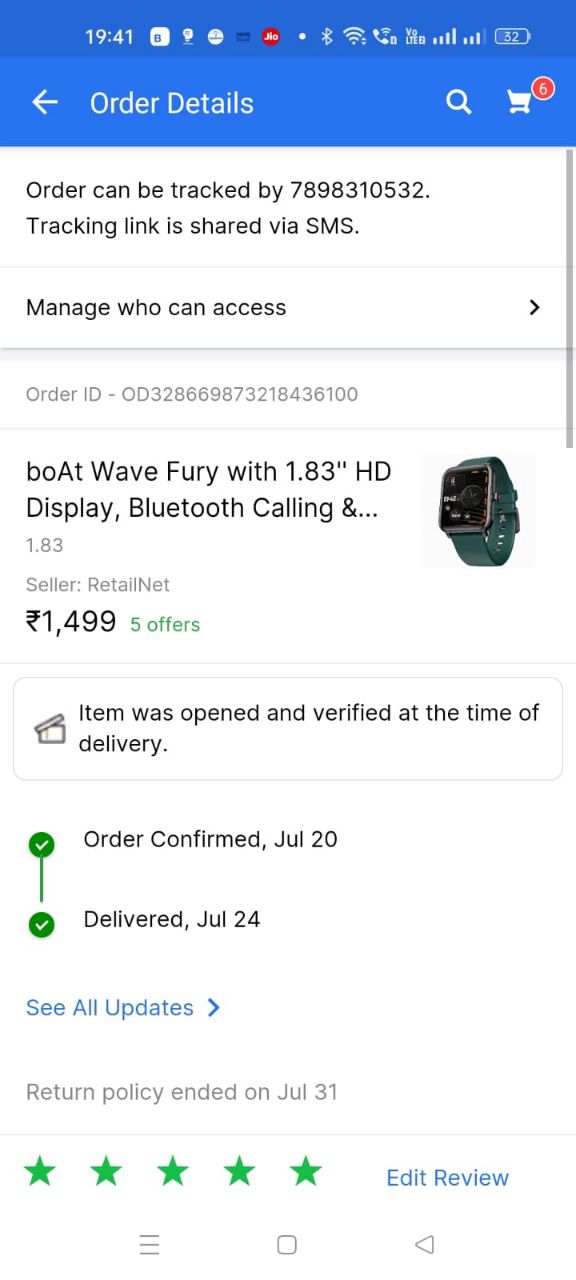 19:41
B
Jio
VO
LTE2
32
Order Details
6
Order can be tracked by 7898310532.
Tracking link is shared via SMS.
Manage who can access
Order ID - OD328669873218436100
boAt Wave Fury with 1.83'' HD
Display, Bluetooth Calling &...
1.83
Seller: RetailNet
₹1,499 5 offers
Item was opened and verified at the time of
delivery.
Order Confirmed, Jul 20
Delivered, Jul 24
See All Updates
Return policy ended on Jul 31
Edit Review